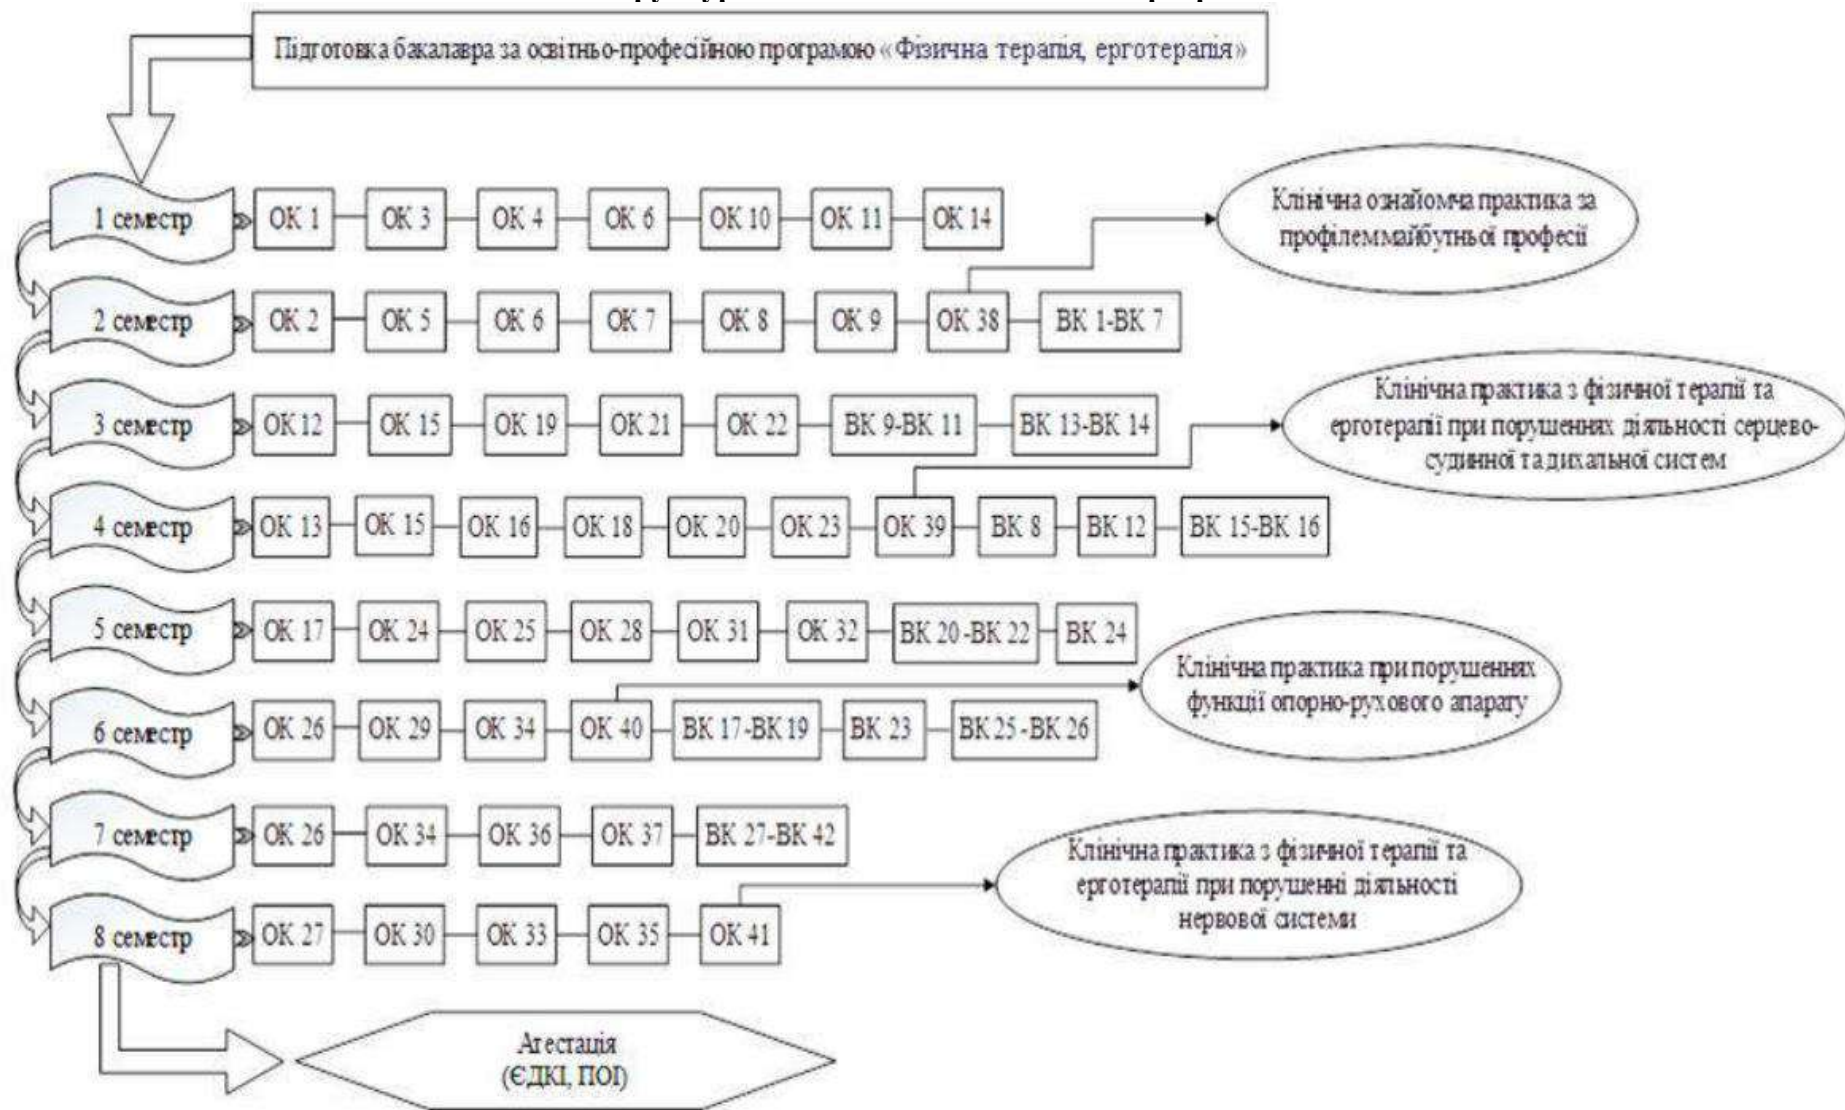 Підготовка бакалавра за освітньо-професійною програмою «Фізична терапія, ерготерапія»
1 семестр
ОК 1
ОК 3
ОК 4
ОК 6
ОК 10
ОК 11
ОК 14
Клінічна ознайомча практика за
профілем майбутньої професії
2 семестр
ОК 2
ОК 5
ОК 6
ОК 7
ОК 8
ОК 9
ОК 38
ВК 1-ВК 7
3 семестр
ОК 12
ОК 15
ОК 19
ОК 21
ОК 22
ВК 9-ВК 11
ВК 13-ВК 14
Клінічна практика з фізичної терапії та
ерготерапії при порушеннях діяльності серцево-
судинної та дихальної систем
4 семестр
ОК 13
ОК 15
ОК 16
ОК 18
ОК 20
ОК 23
ОК 39
ВК 8
ВК 12
ВК 15-ВК 16
5 семестр
ОК 17
ОК 24
ОК 25
ОК 28
ОК 31
ОК 32
ВК 20-ВК 22
ВК 24
Клінічна практика при порушеннях
функції опорно-рухового апарату
6 семестр
ОК 26
ОК 29
ОК 34
ОК 40
ВК 17-ВК 19
ВК 23
ВК 25-ВК 26
7 семестр
ОК 26
ОК 34
ОК 36
ОК 37
ВК 27-ВК 42
Клінічна практика з фізичної терапії та
ерготерапії при порушенні діяльності
нервової системи
8 семестр
ОК 27
ОК 30
ОК 33
ОК 35
ОК 41
Атестація
(ЄДКІ, ПОІ)